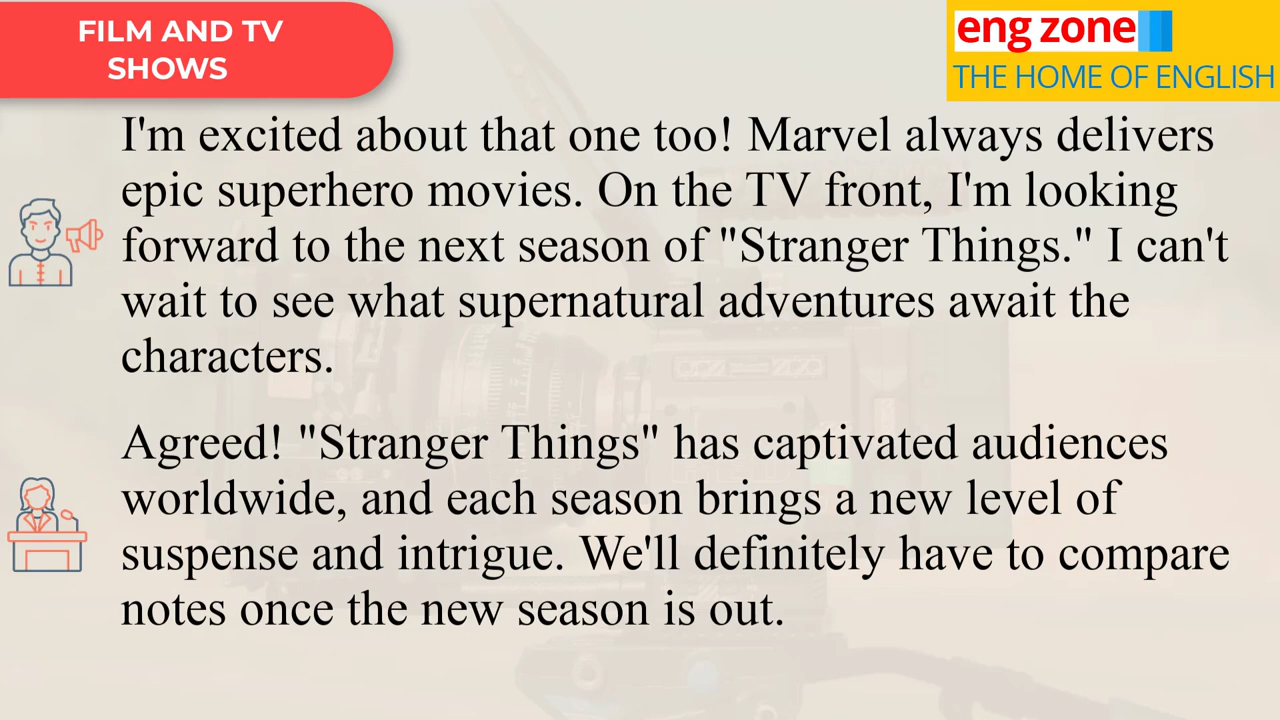 FILM AND TV
SHOWS
eng zone
THE HOME OF ENGLISH
I'm excited about that one too! Marvel always delivers
epic superhero movies. On the TV front, I'm looking
forward to the next season of "Stranger Things." I can't
wait to see what supernatural adventures await the
characters.
Agreed! "Stranger Things" has captivated audiences
worldwide, and each season brings a new level of
suspense and intrigue. We'll definitely have to compare
notes once the new season is out.